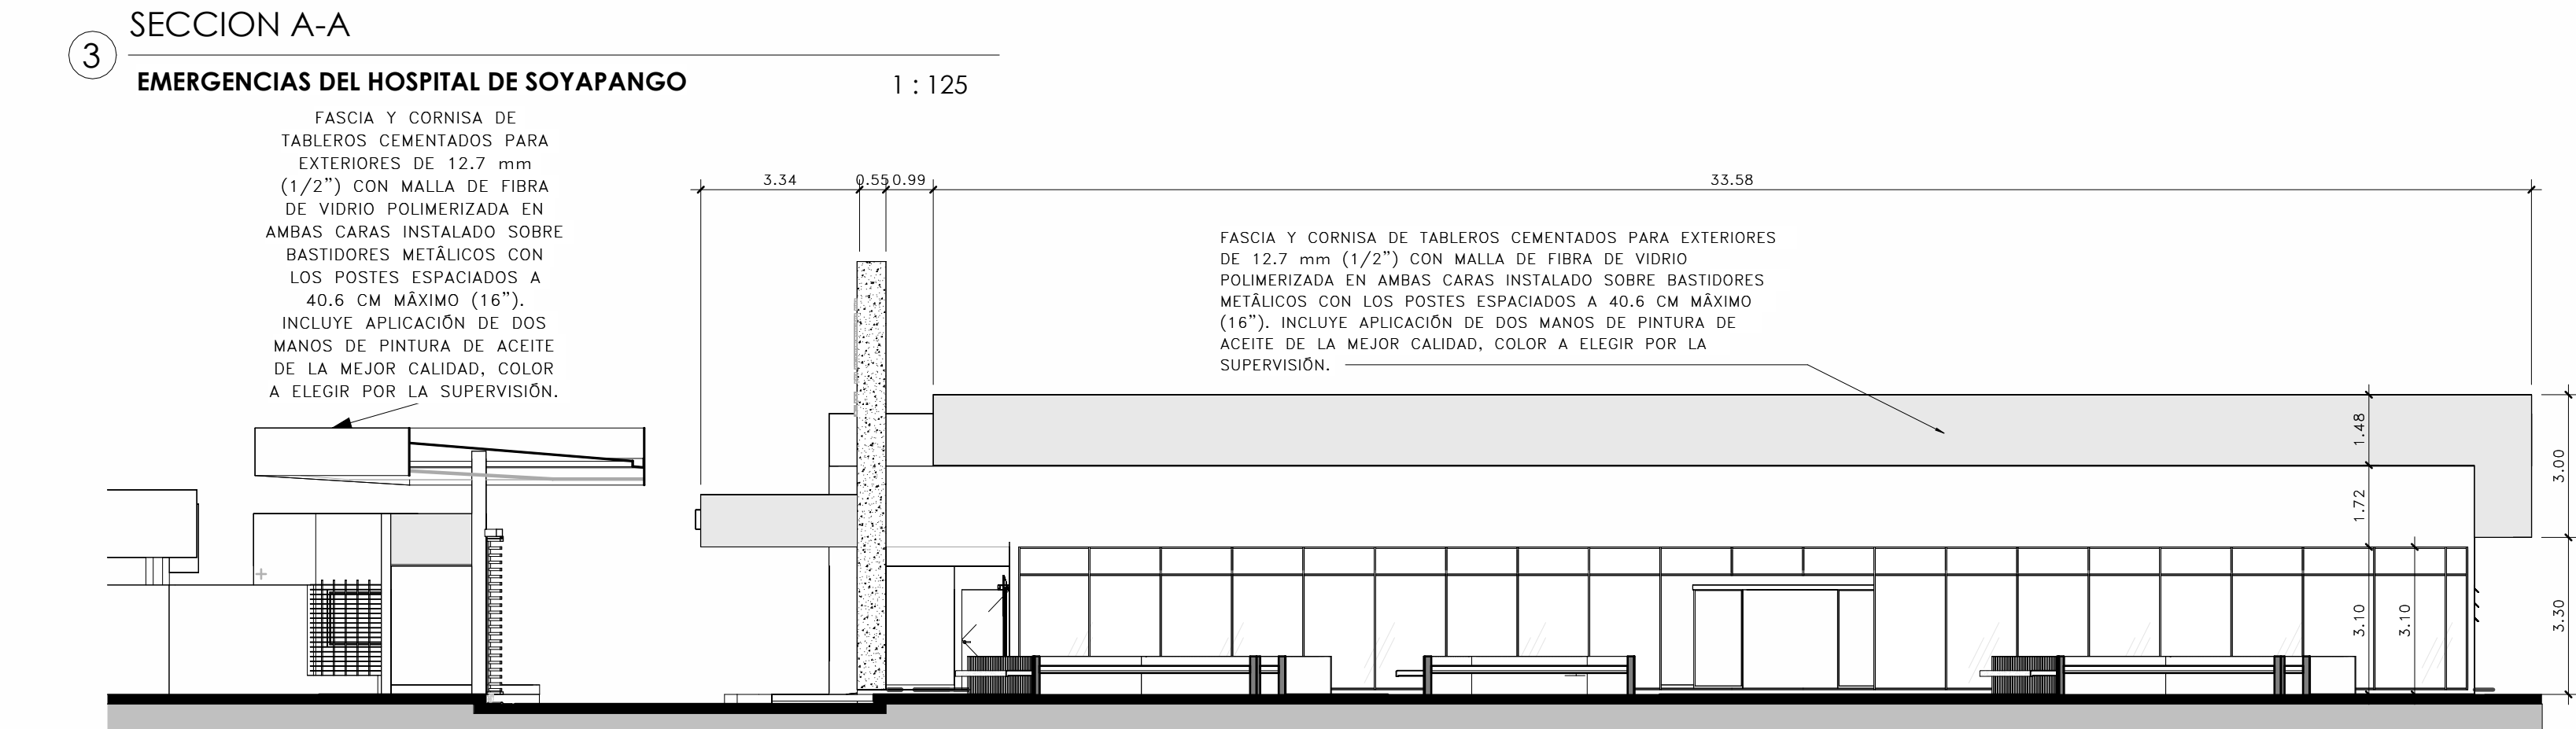 SECCION A-A
3
EMERGENCIAS DEL HOSPITAL DE SOYAPANGO
1 : 125
FASCIA Y CORNISA DE
TABLEROS CEMENTADOS PARA
EXTERIORES DE 12.7 mm
(1/2”) CON MALLA DE FIBRA
DE VIDRIO POLIMERIZADA EN
AMBAS CARAS INSTALADO SOBRE
BASTIDORES METÂLICOS CON
LOS POSTES ESPACIADOS A
40.6 CM MÂXIMO (16”).
INCLUYE APLICACIÕN DE DOS
MANOS DE PINTURA DE ACEITE
DE LA MEJOR CALIDAD, COLOR
A ELEGIR POR LA SUPERVISIÕN.
3.34
0.55
0.99
33.58
FASCIA Y CORNISA DE TABLEROS CEMENTADOS PARA EXTERIORES
DE 12.7 mm (1/2”) CON MALLA DE FIBRA DE VIDRIO
POLIMERIZADA EN AMBAS CARAS INSTALADO SOBRE BASTIDORES
METÂLICOS CON LOS POSTES ESPACIADOS A 40.6 CM MÂXIMO
(16”). INCLUYE APLICACIÕN DE DOS MANOS DE PINTURA DE
ACEITE DE LA MEJOR CALIDAD, COLOR A ELEGIR POR LA
SUPERVISIÕN.
1.48
3.00
1.72
3.10
3.10
3.30